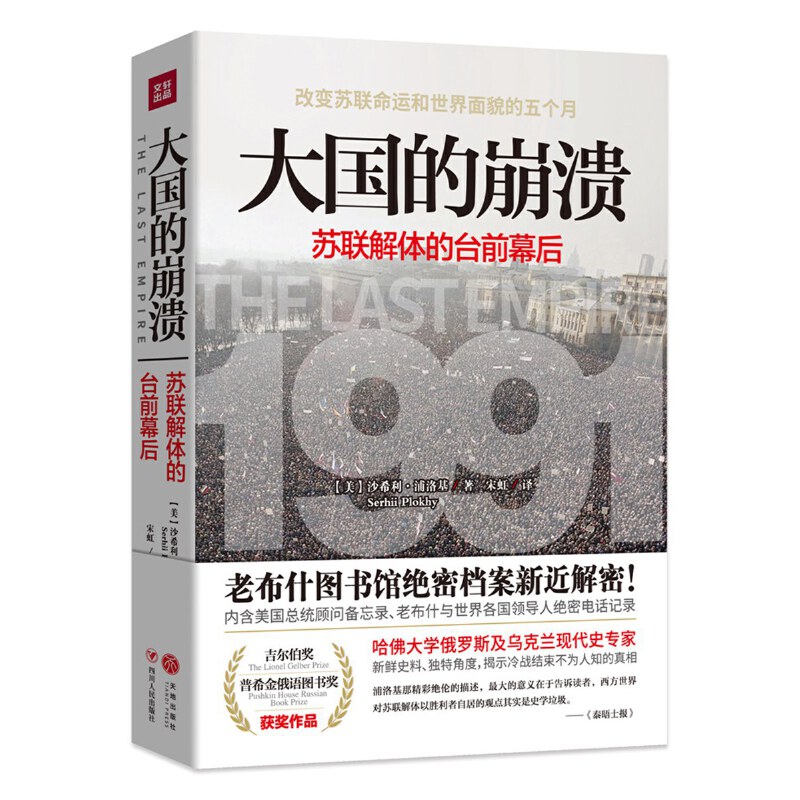 文轩出品
大国的崩溃
THE LAST EMPIRE
苏联解体的
台前幕后
【美】沙希利
Serhii
宋虹 /
四川人民出版社
天地出版社
TIANDI PRESS
改变苏联命运和世界面貌的五个月
大国的崩溃
苏联解体的台前幕后
THE LAST EMPIRE
1991
【美】沙希利·浦洛基 // 著 宋虹 // 译
Serhii Plokhy
老布什图书馆绝密档案新近解密!
内含美国总统顾问备忘录、老布什与世界各国领导人绝密电话记录
吉尔伯奖
The Lionel Gelber Prize
普希金俄语图书奖
Pushkin House Russian
Book Prize
获奖作品
哈佛大学俄罗斯及乌克兰现代史专家
新鲜史料、独特角度,揭示冷战结束不为人知的真相
浦洛基那精彩绝伦的描述,最大的意义在于告诉读者,西方世界
对苏联解体以胜利者自居的观点其实是史学垃圾。
——《泰晤士报》